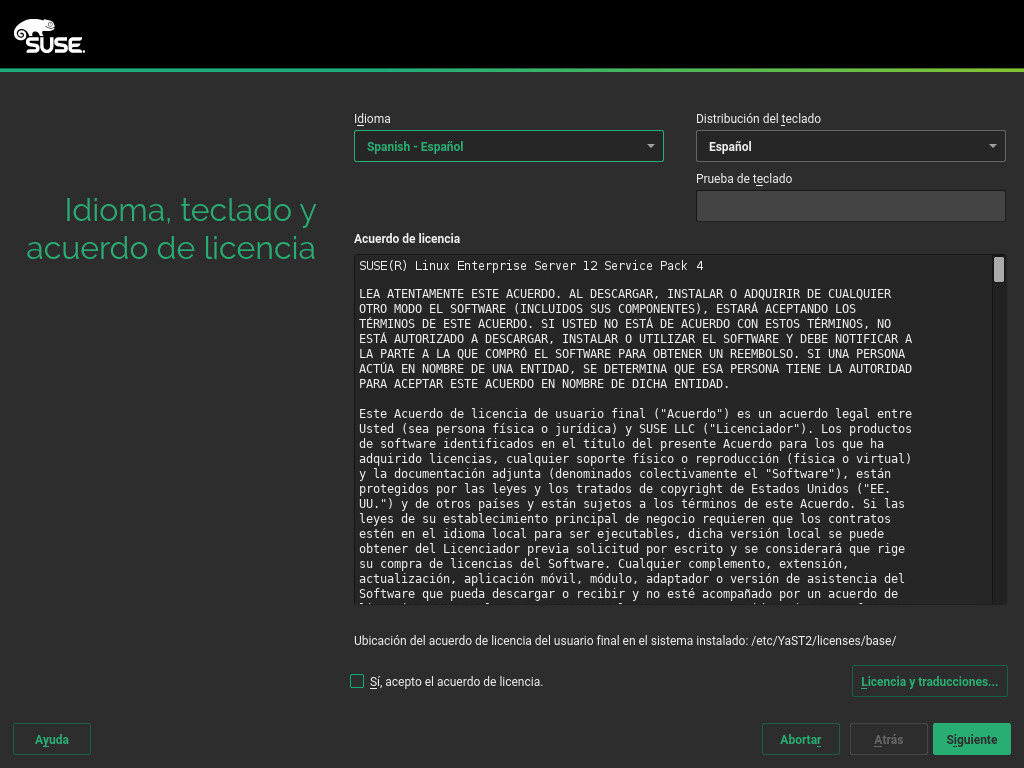 SUSE.
Idioma
Distribución del teclado
Spanish - Español
Español
Prueba de teclado
Idioma, teclado y
acuerdo de licencia
Acuerdo de licencia
SUSE(R) Linux Enterprise Server 12 Service Pack 4
LEA ATENTAMENTE ESTE ACUERDO. AL DESCARGAR, INSTALAR O ADQUIRIR DE CUALQUIER
OTRO MODO EL SOFTWARE (INCLUIDOS SUS COMPONENTES), ESTARÁ ACEPTANDO LOS
TÉRMINOS DE ESTE ACUERDO. SI USTED NO ESTÁ DE ACUERDO CON ESTOS TÉRMINOS, NO
ESTÁ AUTORIZADO A DESCARGAR, INSTALAR O UTILIZAR EL SOFTWARE Y DEBE NOTIFICAR A
LA PARTE A LA QUE COMPRÓ EL SOFTWARE PARA OBTENER UN REEMBOLSO. SI UNA PERSONA
ACTÚA EN NOMBRE DE UNA ENTIDAD, SE DETERMINA QUE ESA PERSONA TIENE LA AUTORIDAD
PARA ACEPTAR ESTE ACUERDO EN NOMBRE DE DICHA ENTIDAD.
Este Acuerdo de licencia de usuario final ("Acuerdo") es un acuerdo legal entre
Usted (sea persona física o jurídica) y SUSE LLC ("Licenciador"). Los productos
de software identificados en el título del presente Acuerdo para los que ha
adquirido licencias, cualquier soporte físico o reproducción (física o virtual)
y la documentación adjunta (denominados colectivamente el "Software"), están
protegidos por las leyes y los tratados de copyright de Estados Unidos ("EE.
UU.") y de otros países y están sujetos a los términos de este Acuerdo. Si las
leyes de su establecimiento principal de negocio requieren que los contratos
estén en el idioma local para ser ejecutables, dicha versión local se puede
obtener del Licenciador previa solicitud por escrito y se considerará que rige
su compra de licencias del Software. Cualquier complemento, extensión,
actualización, aplicación móvil, módulo, adaptador o versión de asistencia del
Software que pueda descargar o recibir y no esté acompañado por un acuerdo de
Ubicación del acuerdo de licencia del usuario final en el sistema instalado: /etc/YaST2/licenses/base/
Sí, acepto el acuerdo de licencia.
Licencia y traducciones...
Ayuda
Abortar
Atrás
Siguiente